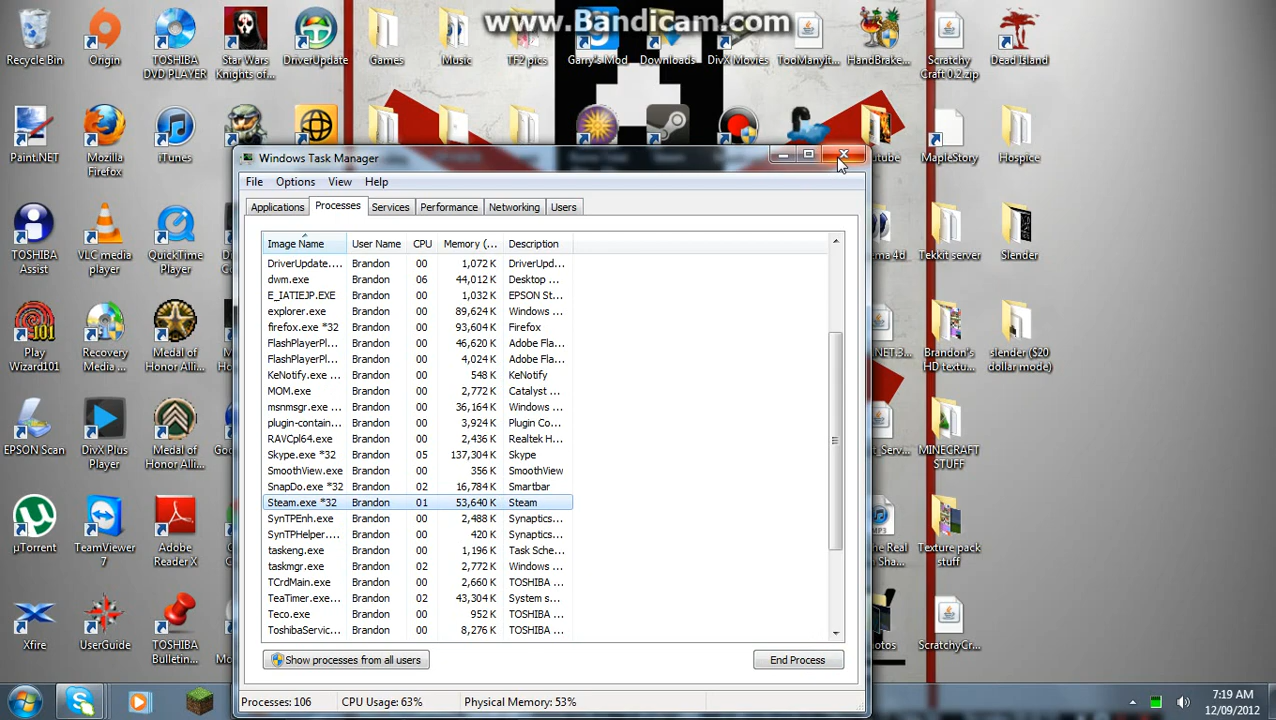 www.Bandicam.com
Recycle Bin
Origin
TOSHIBA DVD PLAYER
Star Wars Knights of...
DriverUpdate
Games
Music
TF2 pics
Garry's Mod
Downloads
DivX Movies
TooManyIt...
HandBrake
Scratchy Craft 0.2.zip
Dead Island
Paint.NET
Mozilla Firefox
iTunes
MapleStory
Hospice
Windows Task Manager
File Options View Help
Applications Processes Services Performance Networking Users
Image Name User Name CPU Memory (... Description
DriverUpdate.... Brandon 00 1,072 K DriverUpd...
dwm.exe Brandon 06 44,012 K Desktop ...
E_IATIEJP.EXE Brandon 00 1,032 K EPSON St...
explorer.exe Brandon 00 89,624 K Windows ...
firefox.exe *32 Brandon 00 93,604 K Firefox
FlashPlayerPl... Brandon 00 46,620 K Adobe Fla...
FlashPlayerPl... Brandon 00 4,024 K Adobe Fla...
KeNotify.exe ... Brandon 00 548 K KeNotify
MOM.exe Brandon 00 2,772 K Catalyst ...
msnmsgr.exe ... Brandon 00 36,164 K Windows ...
plugin-contain... Brandon 00 3,924 K Plugin Co...
RAVCpl64.exe Brandon 00 2,436 K Realtek H...
Skype.exe *32 Brandon 05 137,304 K Skype
SmoothView.exe Brandon 00 356 K SmoothView
SnapDo.exe *32 Brandon 02 16,784 K Smartbar
Steam.exe *32 Brandon 01 53,640 K Steam
SynTPEnh.exe Brandon 00 2,488 K Synaptics...
SynTPHelper.... Brandon 00 420 K Synaptics...
taskeng.exe Brandon 00 1,196 K Task Sche...
taskmgr.exe Brandon 02 2,772 K Windows ...
TCrdMain.exe Brandon 00 2,660 K TOSHIBA ...
TeaTimer.exe... Brandon 02 43,304 K System s...
Teco.exe Brandon 00 952 K TOSHIBA ...
ToshibaServic... Brandon 00 8,276 K TOSHIBA ...
Show processes from all users
End Process
Processes: 106 CPU Usage: 63% Physical Memory: 53%
TOSHIBA Assist
VLC media player
QuickTime Player
Tekkit server
Slender
Play Wizard101
Recovery Media ...
Medal of Honor Alli...
Brandon's HD textu...
slender ($20 dollar mode)
EPSON Scan
DivX Plus Player
Medal of Honor Alli...
MINECRAFT STUFF
µTorrent
TeamViewer 7
Adobe Reader X
Texture pack stuff
Xfire
UserGuide
TOSHIBA Bulletin...
ScratchyCr...
7:19 AM
12/09/2012